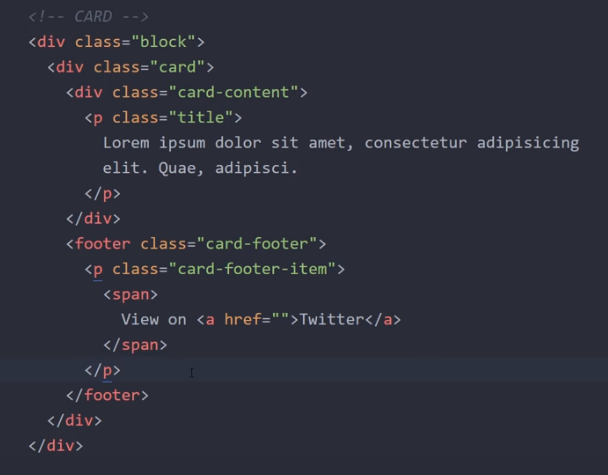 <!-- CARD -->
<div class="block">
<div class="card">
<div class="card-content">
<p class="title">
Lorem ipsum dolor sit amet, consectetur adipisicing
elit. Quae, adipisci.
</p>
</div>
<footer class="card-footer">
<p class="card-footer-item">
<span>
View on <a href="">Twitter</a>
</span>
</p>
</footer>
</div>
</div>